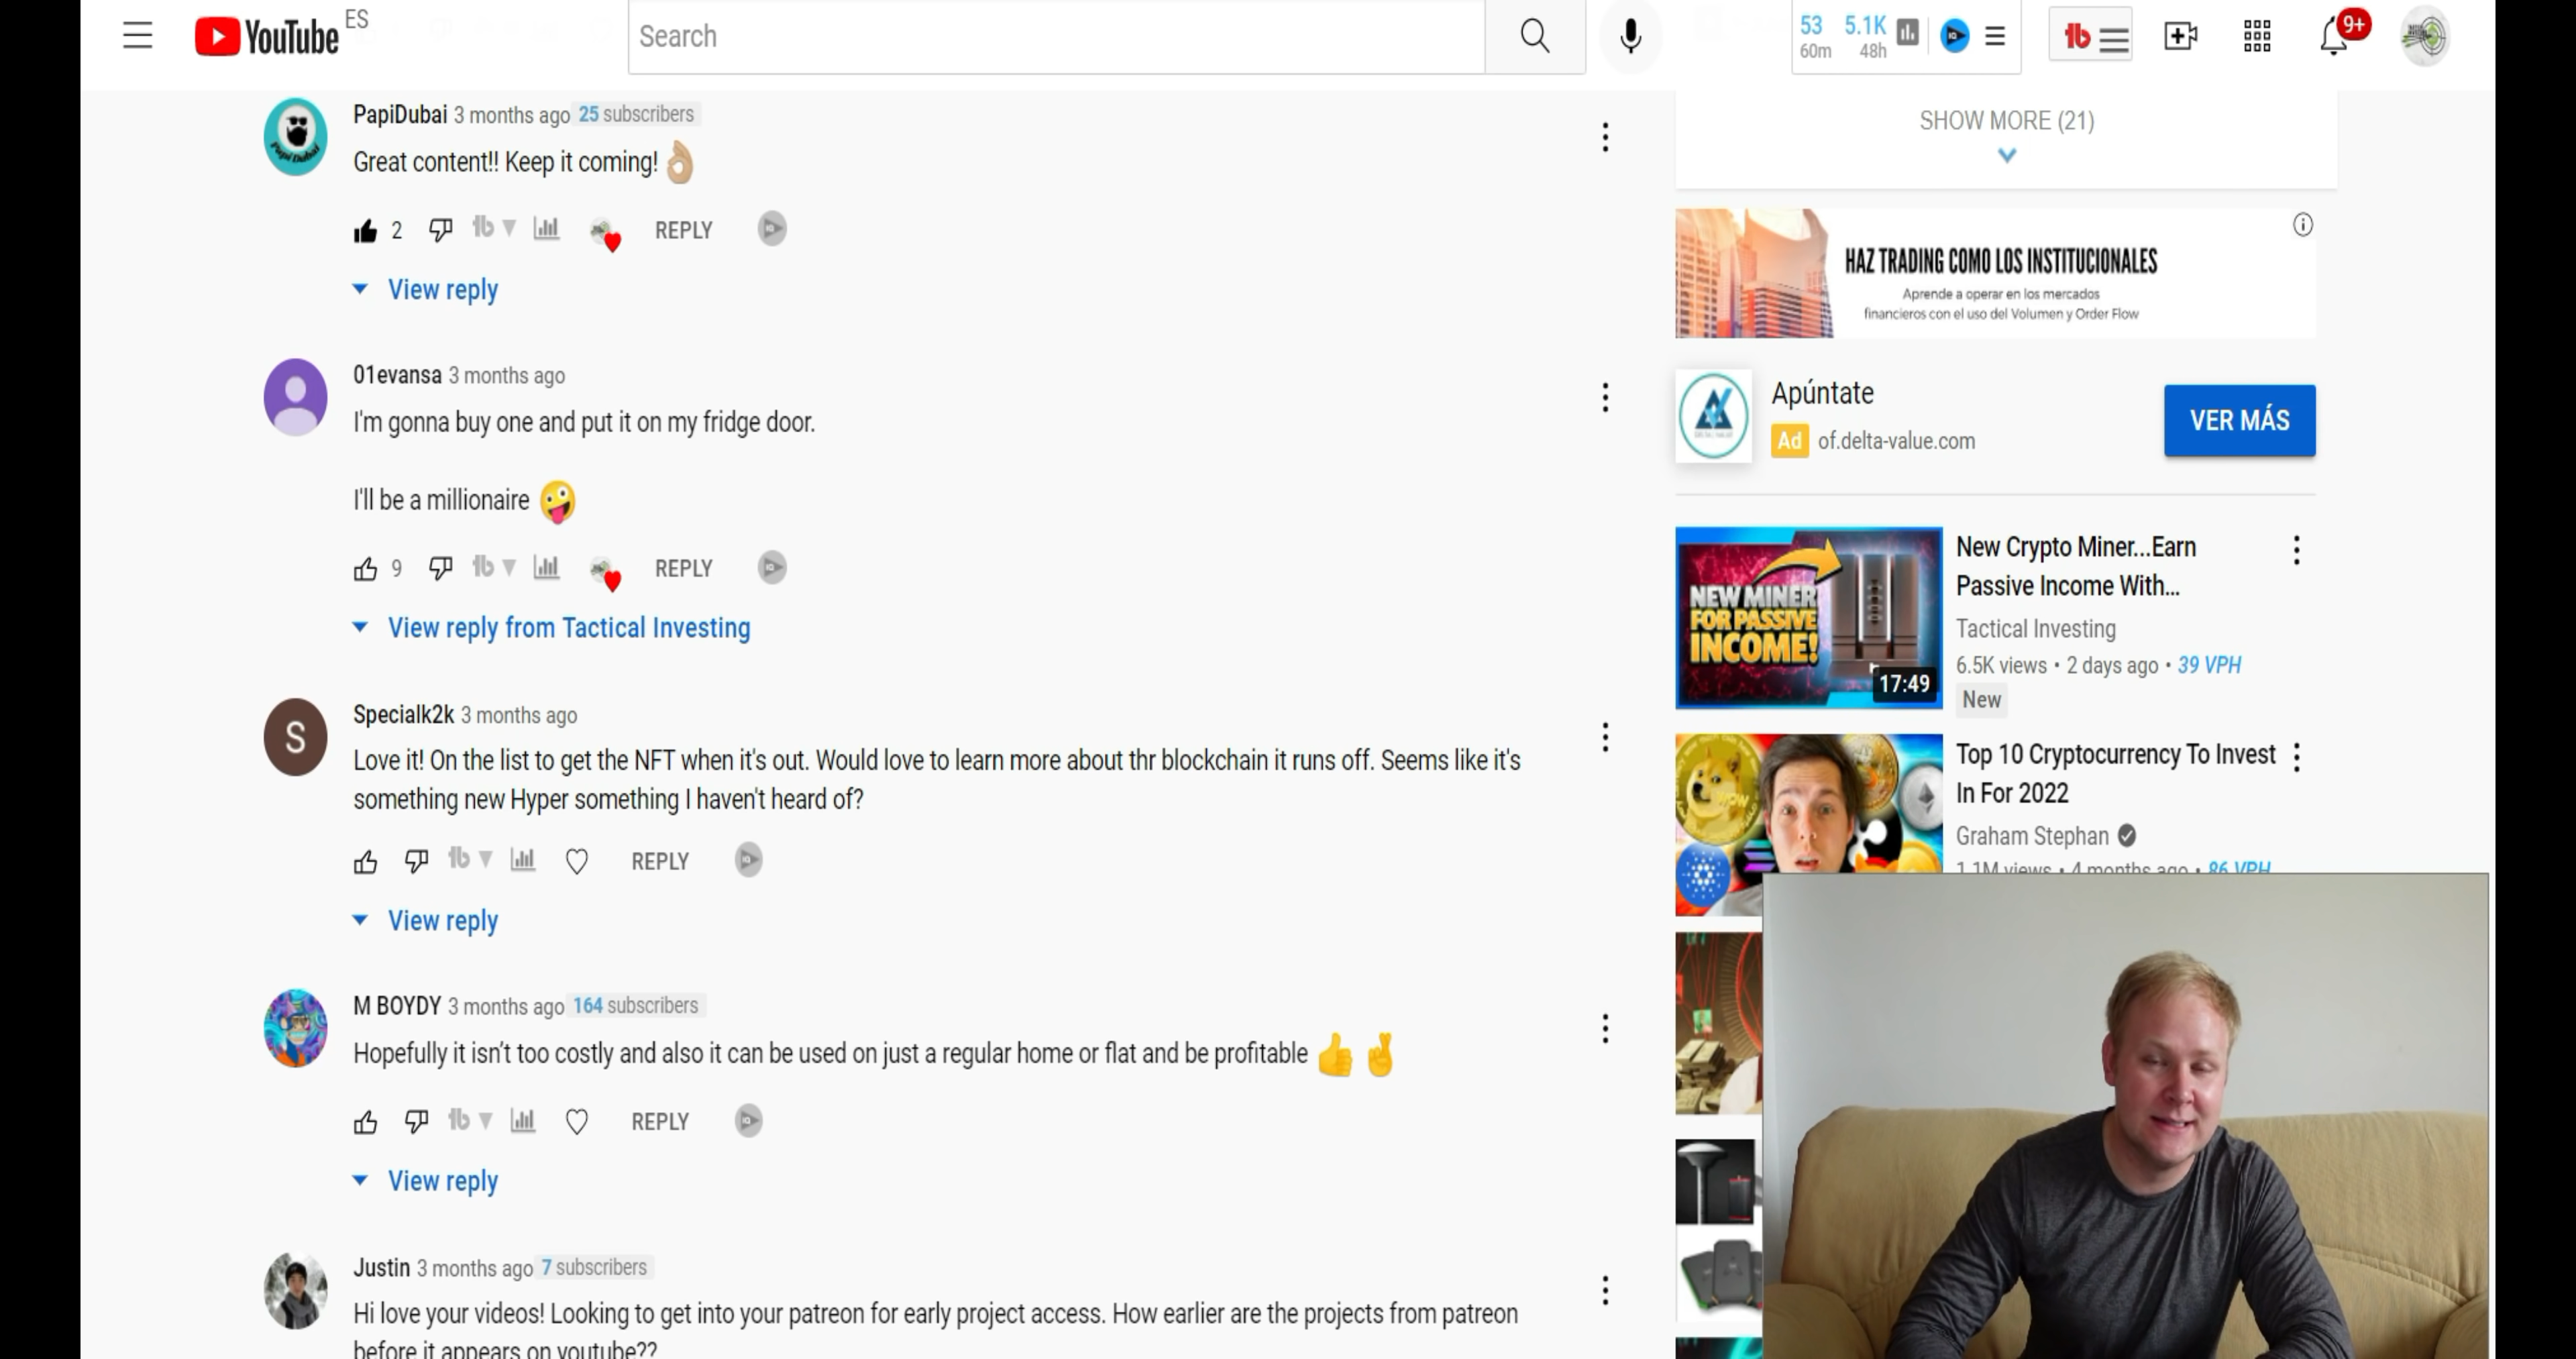 YouTube ES
Search
53 5.1K
60m 48h
9+
PapiDubai 3 months ago 25 subscribers
Great content!! Keep it coming! 👌🏼
2 REPLY
View reply
01evansa 3 months ago
I'm gonna buy one and put it on my fridge door.
I'll be a millionaire 🤪
9 REPLY
View reply from Tactical Investing
S
Specialk2k 3 months ago
Love it! On the list to get the NFT when it's out. Would love to learn more about thr blockchain it runs off. Seems like it's
something new Hyper something I haven't heard of?
REPLY
View reply
M BOYDY 3 months ago 164 subscribers
Hopefully it isn't too costly and also it can be used on just a regular home or flat and be profitable 👍 🤞
REPLY
View reply
Justin 3 months ago 7 subscribers
Hi love your videos! Looking to get into your patreon for early project access. How earlier are the projects from patreon
before it appears on youtube??
SHOW MORE (21)
HAZ TRADING COMO LOS INSTITUCIONALES
Aprende a operar en los mercados
financieros con el uso del Volumen y Order Flow
Apúntate
Ad of.delta-value.com
VER MÁS
NEW MINER
FOR PASSIVE
INCOME!
17:49
New Crypto Miner...Earn
Passive Income With...
Tactical Investing
6.5K views • 2 days ago • 39 VPH
New
Top 10 Cryptocurrency To Invest
In For 2022
Graham Stephan
1.1M views • 4 months ago • 86 VPH